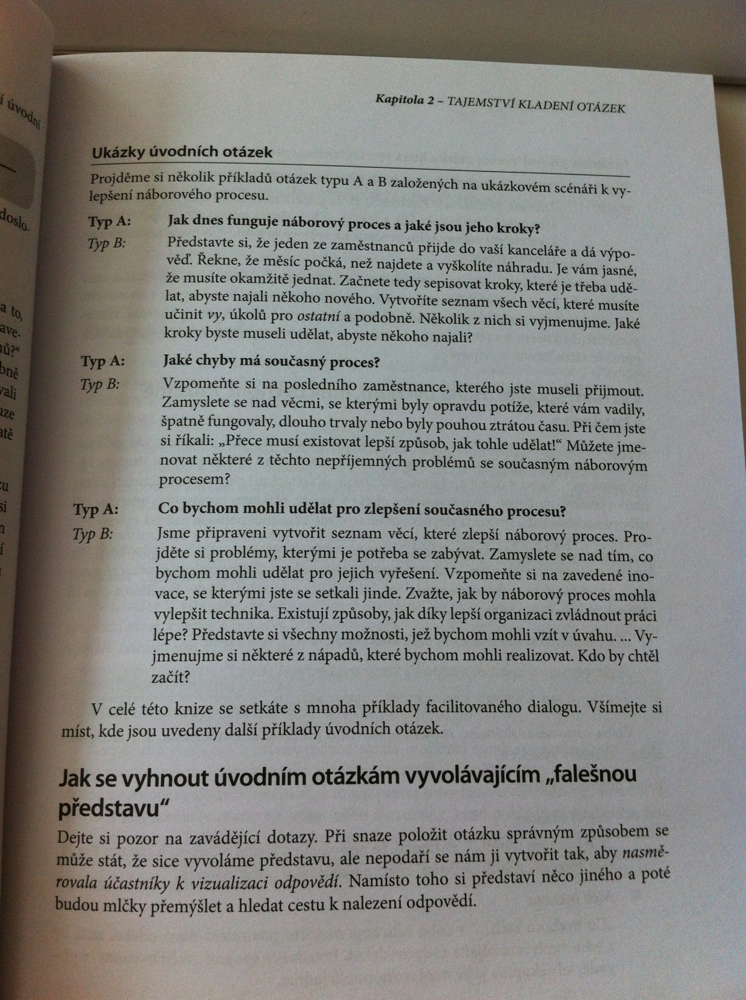 Kapitola 2 – TAJEMSTVÍ KLADENÍ OTÁZEK
Ukázky úvodních otázek
Projděme si několik příkladů otázek typu A a B založených na ukázkovém scénáři k vy-
lepšení náborového procesu.
Typ A: Jak dnes funguje náborový proces a jaké jsou jeho kroky?
Typ B: Představte si, že jeden ze zaměstnanců přijde do vaší kanceláře a dá výpo-
věď. Řekne, že měsíc počká, než najdete a vyškolíte náhradu. Je vám jasné,
že musíte okamžitě jednat. Začnete tedy sepisovat kroky, které je třeba udě-
lat, abyste najali někoho nového. Vytvoříte seznam všech věcí, které musíte
učinit vy, úkolů pro ostatní a podobně. Několik z nich si vyjmenujme. Jaké
kroky byste museli udělat, abyste někoho najali?
Typ A: Jaké chyby má současný proces?
Typ B: Vzpomeňte si na posledního zaměstnance, kterého jste museli přijmout.
Zamyslete se nad věcmi, se kterými byly opravdu potíže, které vám vadily,
špatně fungovaly, dlouho trvaly nebo byly pouhou ztrátou času. Při čem jste
si říkali: „Přece musí existovat lepší způsob, jak tohle udělat!“ Můžete jme-
novat některé z těchto nepříjemných problémů se současným náborovým
procesem?
Typ A: Co bychom mohli udělat pro zlepšení současného procesu?
Typ B: Jsme připraveni vytvořit seznam věcí, které zlepší náborový proces. Pro-
jděte si problémy, kterými je potřeba se zabývat. Zamyslete se nad tím, co
bychom mohli udělat pro jejich vyřešení. Vzpomeňte si na zavedené ino-
vace, se kterými jste se setkali jinde. Zvažte, jak by náborový proces mohla
vylepšit technika. Existují způsoby, jak díky lepší organizaci zvládnout práci
lépe? Představte si všechny možnosti, jež bychom mohli vzít v úvahu. ... Vy-
jmenujme si některé z nápadů, které bychom mohli realizovat. Kdo by chtěl
začít?
V celé této knize se setkáte s mnoha příklady facilitovaného dialogu. Všímejte si
míst, kde jsou uvedeny další příklady úvodních otázek.
Jak se vyhnout úvodním otázkám vyvolávajícím „falešnou
představu“
Dejte si pozor na zavádějící dotazy. Při snaze položit otázku správným způsobem se
může stát, že sice vyvoláme představu, ale nepodaří se nám ji vytvořit tak, aby nasmě-
rovala účastníky k vizualizaci odpovědí. Namísto toho si představí něco jiného a poté
budou mlčky přemýšlet a hledat cestu k nalezení odpovědí.